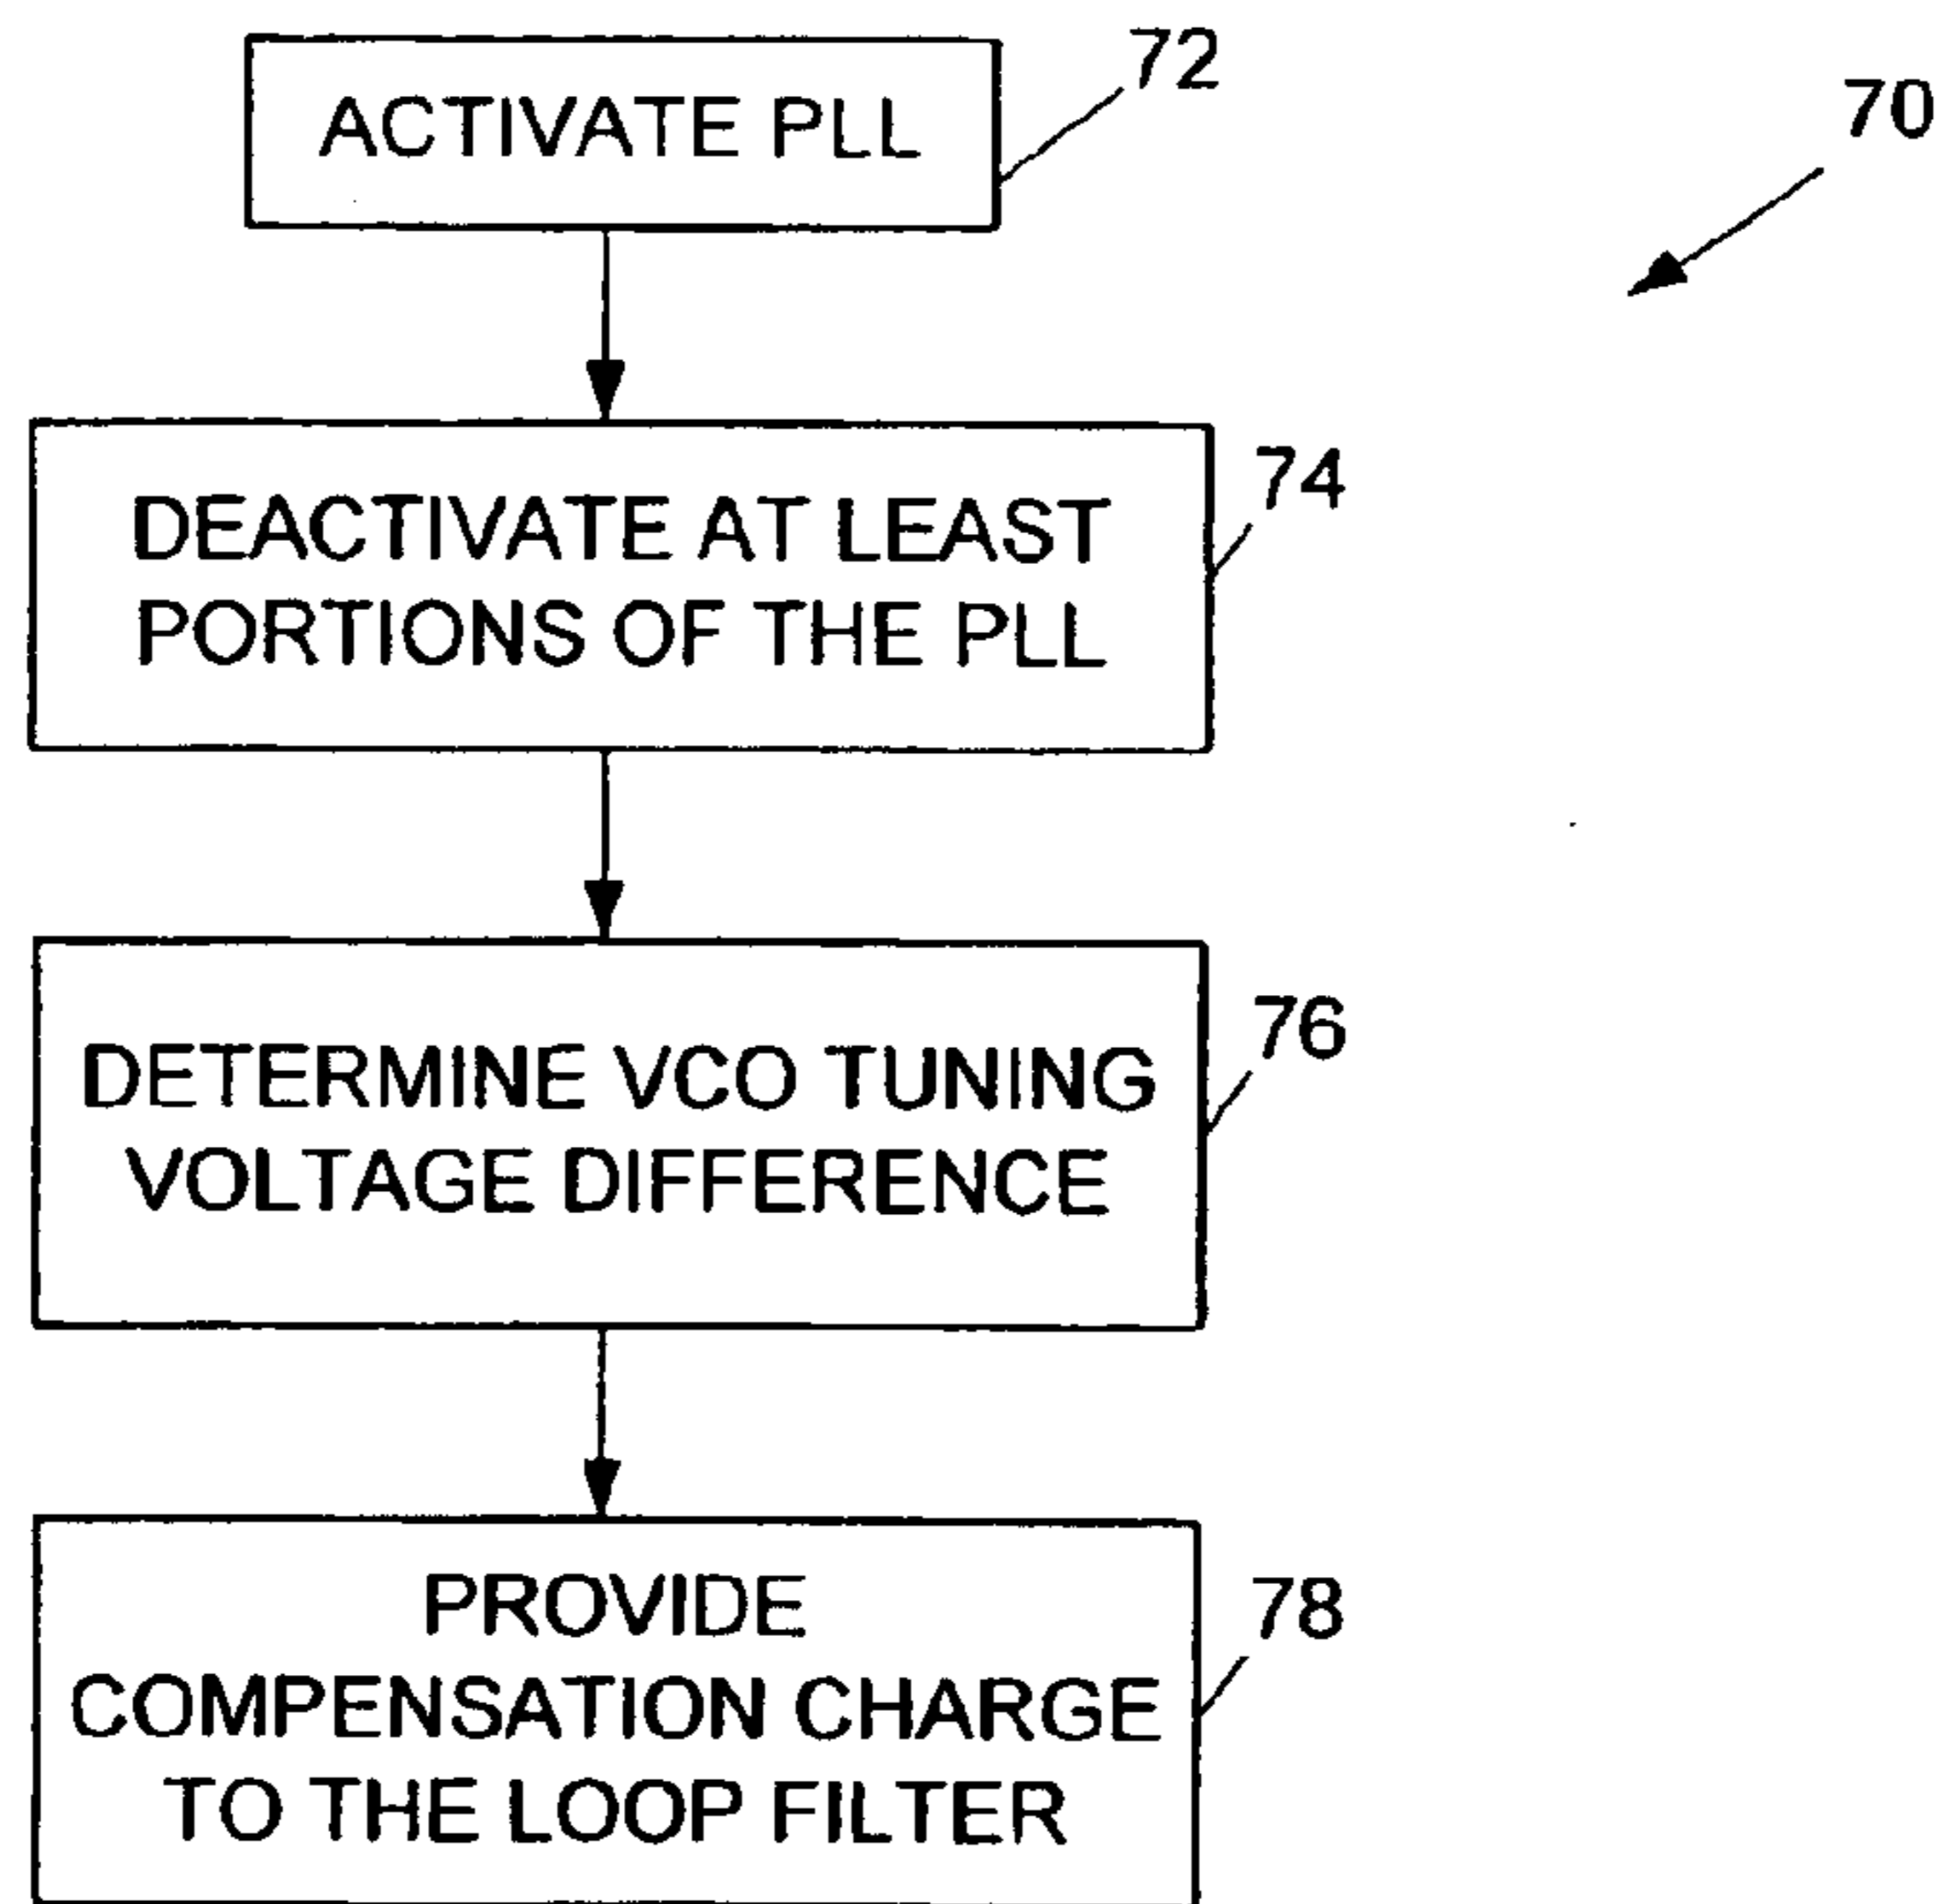 ACTIVATE PLL
72
70
DEACTIVATE AT LEAST
PORTIONS OF THE PLL
74
DETERMINE VCO TUNING
VOLTAGE DIFFERENCE
76
PROVIDE
COMPENSATION CHARGE
TO THE LOOP FILTER
78